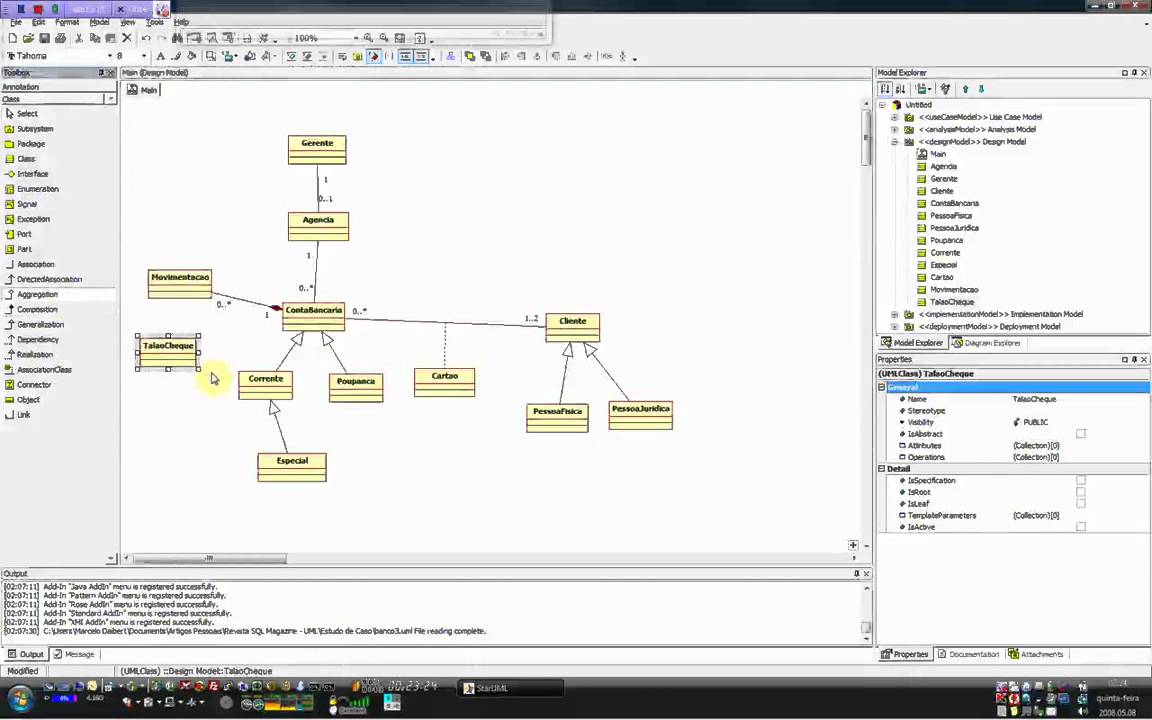 File Edit Format Model View Tools Help
100%
Tahoma 8
Toolbox
Annotation
Class
Select
Subsystem
Package
Class
Interface
Enumeration
Signal
Exception
Port
Part
Association
DirectedAssociation
Aggregation
Composition
Generalization
Dependency
Realization
AssociationClass
Connector
Object
Link
Main (Design Model)
Main
Gerente
1
0..1
Agencia
1
0..*
Movimentacao
0..*
1
ContaBancaria
0..*
1..2
Cliente
TalaoCheque
Corrente
Poupanca
Cartao
PessoaFisica
PessoaJuridica
Especial
Model Explorer
Untitled
<<useCaseModel>> Use Case Model
<<analysisModel>> Analysis Model
<<designModel>> Design Model
Main
Agencia
Gerente
Cliente
ContaBancaria
PessoaFisica
PessoaJuridica
Poupanca
Corrente
Especial
Cartao
Movimentacao
TalaoCheque
<<implementationModel>> Implementation Model
<<deploymentModel>> Deployment Model
Model Explorer Diagram Explorer
Properties
(UMLClass) TalaoCheque
General
Name TalaoCheque
Stereotype
Visibility PUBLIC
IsAbstract
Attributes (Collection)[0]
Operations (Collection)[0]
Detail
IsSpecification
IsRoot
IsLeaf
TemplateParameters (Collection)[0]
IsActive
Properties Documentation Attachments
Output
[02:07:11] Add-In "Java AddIn" menu is registered successfully.
[02:07:11] Add-In "Pattern AddIn" menu is registered successfully.
[02:07:11] Add-In "Rose AddIn" menu is registered successfully.
[02:07:11] Add-In "Standard AddIn" menu is registered successfully.
[02:07:11] Add-In "XMI AddIn" menu is registered successfully.
[02:07:30] C:\Users\Marcelo Daibert\Documents\Artigos Pessoais\Revista SQL Magazine - UML\Estudo de Caso\banco3.uml File reading complete.
Output Message
Modified (UMLClass) ::Design Model::TalaoCheque
00:23:24
StarUML
quinta-feira
2008.05.08